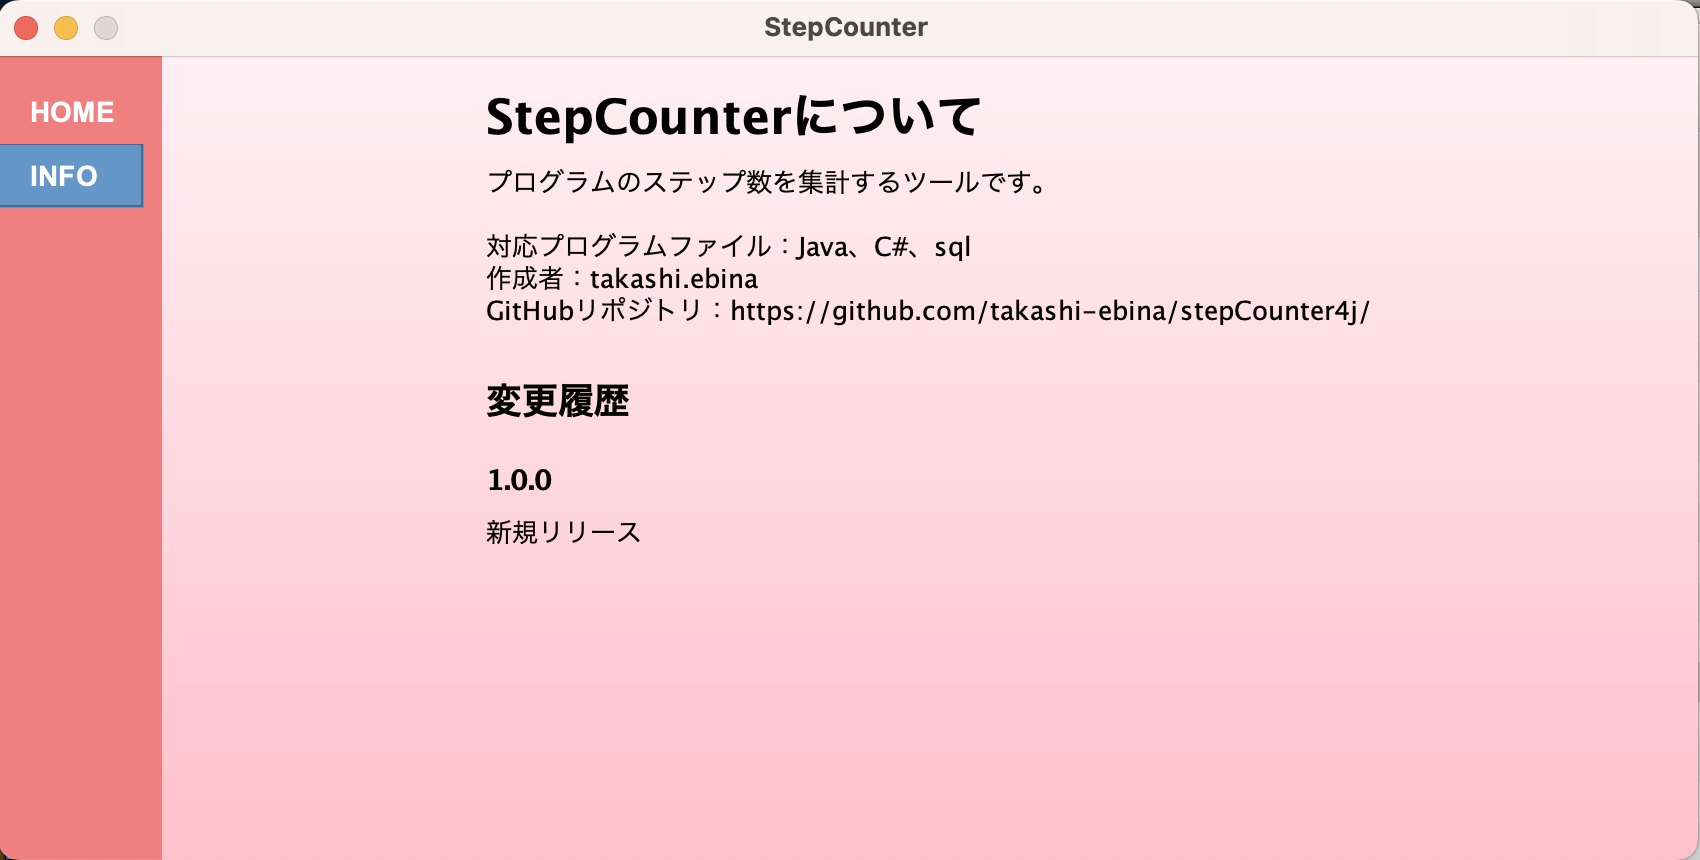 StepCounter
HOME
INFO
StepCounterについて
プログラムのステップ数を集計するツールです。
対応プログラムファイル：Java、C#、sql
作成者：takashi.ebina
GitHubリポジトリ：https://github.com/takashi-ebina/stepCounter4j/
変更履歴
1.0.0
新規リリース